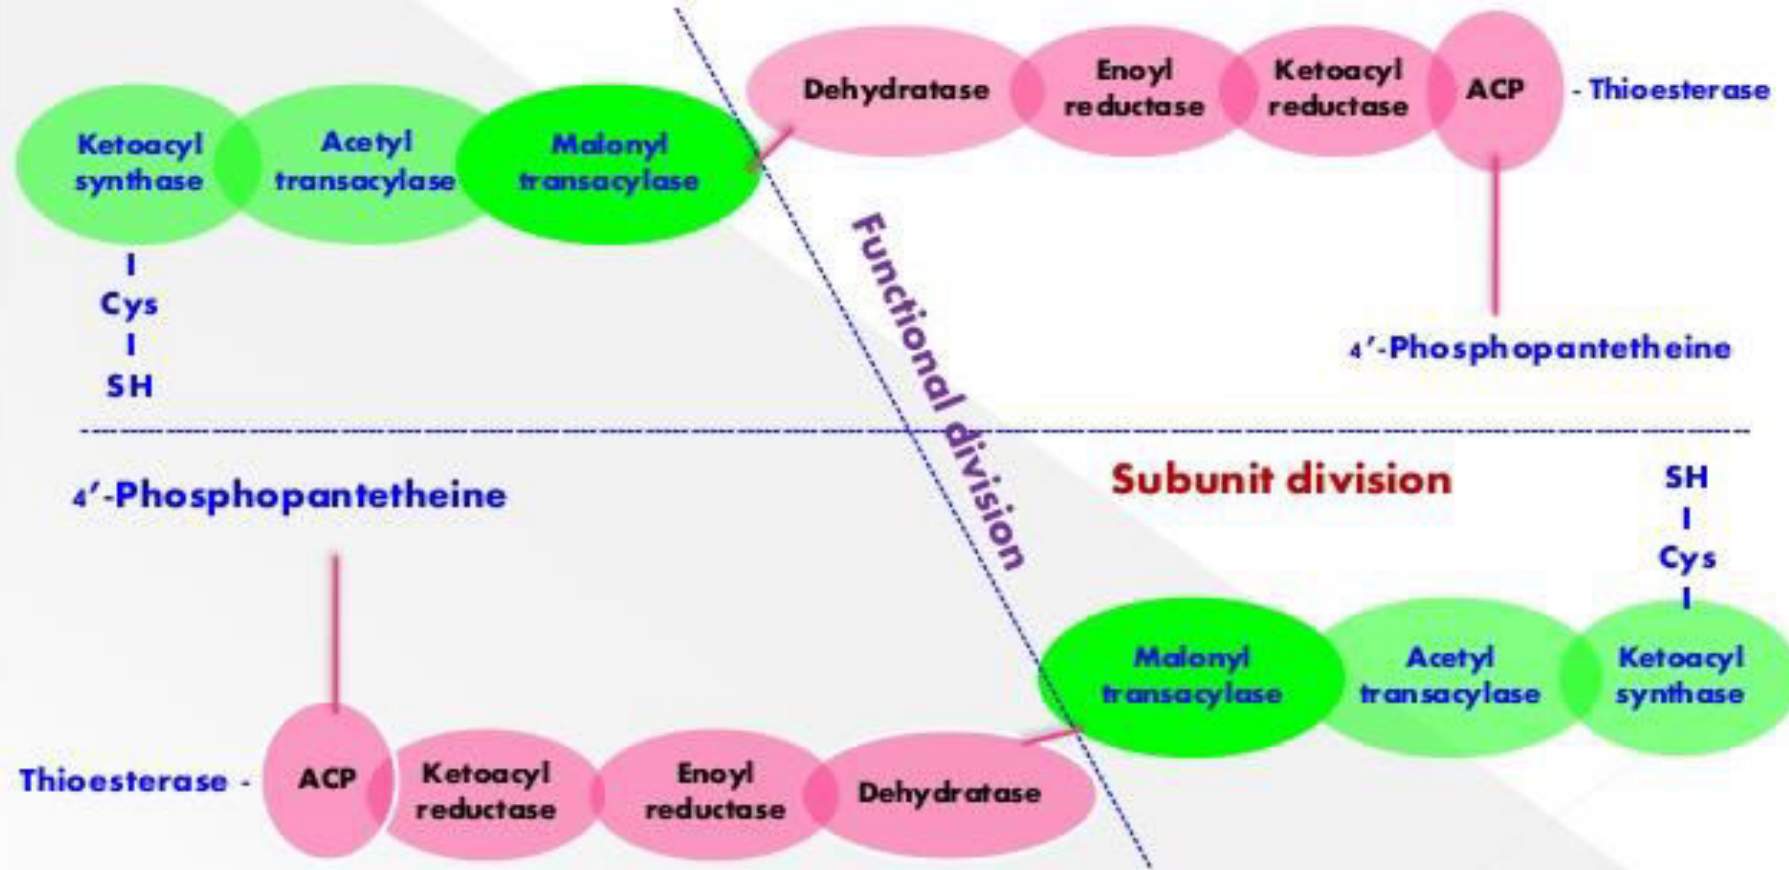 Ketoacyl
synthase
Acetyl
transacylase
Malonyl
transacylase
Dehydratase
Enoyl
reductase
Ketoacyl
reductase
ACP
- Thioesterase
I
Cys
I
SH
4′-Phosphopantetheine
Functional division
Subunit division
4′-Phosphopantetheine
SH
I
Cys
I
Malonyl
transacylase
Acetyl
transacylase
Ketoacyl
synthase
Thioesterase -
ACP
Ketoacyl
reductase
Enoyl
reductase
Dehydratase